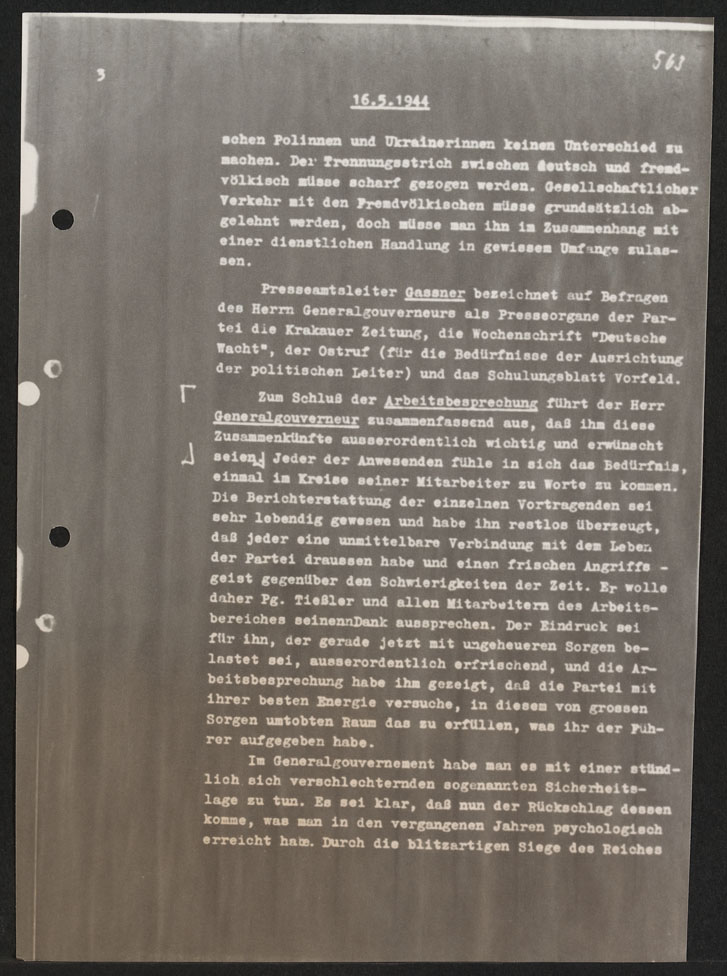 563
3
16.5.1944
schen Polinnen und Ukrainerinnen keinen Unterschied zu
machen. Der Trennungsstrich zwischen deutsch und fremd-
völkisch müsse scharf gezogen werden. Gesellschaftlicher
Verkehr mit den Fremdvölkischen müsse grundsätzlich ab-
gelehnt werden, doch müsse man ihn im Zusammenhang mit
einer dienstlichen Handlung in gewissem Umfange zulas-
sen.
Presseamtsleiter Gassner bezeichnet auf Befragen
des Herrn Generalgouverneurs als Presseorgane der Par-
tei die Krakauer Zeitung, die Wochenschrift "Deutsche
Wacht", der Ostruf (für die Bedürfnisse der Ausrichtung
der politischen Leiter) und das Schulungsblatt Vorfeld.
Zum Schluß der Arbeitsbesprechung führt der Herr
Generalgouverneur zusammenfassend aus, daß ihm diese
Zusammenkünfte ausserordentlich wichtig und erwünscht
seien. Jeder der Anwesenden fühle in sich das Bedürfnis,
einmal im Kreise seiner Mitarbeiter zu Worte zu kommen.
Die Berichterstattung der einzelnen Vortragenden sei
sehr lebendig gewesen und habe ihn restlos überzeugt,
daß jeder eine unmittelbare Verbindung mit dem Leben
der Partei draussen habe und einen frischen Angriffs -
geist gegenüber den Schwierigkeiten der Zeit. Er wolle
daher Pg. Tießler und allen Mitarbeitern des Arbeits-
bereiches seinennDank aussprechen. Der Eindruck sei
für ihn, der gerade jetzt mit ungeheueren Sorgen be-
lastet sei, ausserordentlich erfrischend, und die Ar-
beitsbesprechung habe ihm gezeigt, daß die Partei mit
ihrer besten Energie versuche, in diesem von grossen
Sorgen umtobten Raum das zu erfüllen, was ihr der Füh-
rer aufgegeben habe.
Im Generalgouvernement habe man es mit einer stünd-
lich sich verschlechternden sogenannten Sicherheits-
lage zu tun. Es sei klar, daß nun der Rückschlag dessen
komme, was man in den vergangenen Jahren psychologisch
erreicht habe. Durch die blitzartigen Siege des Reiches